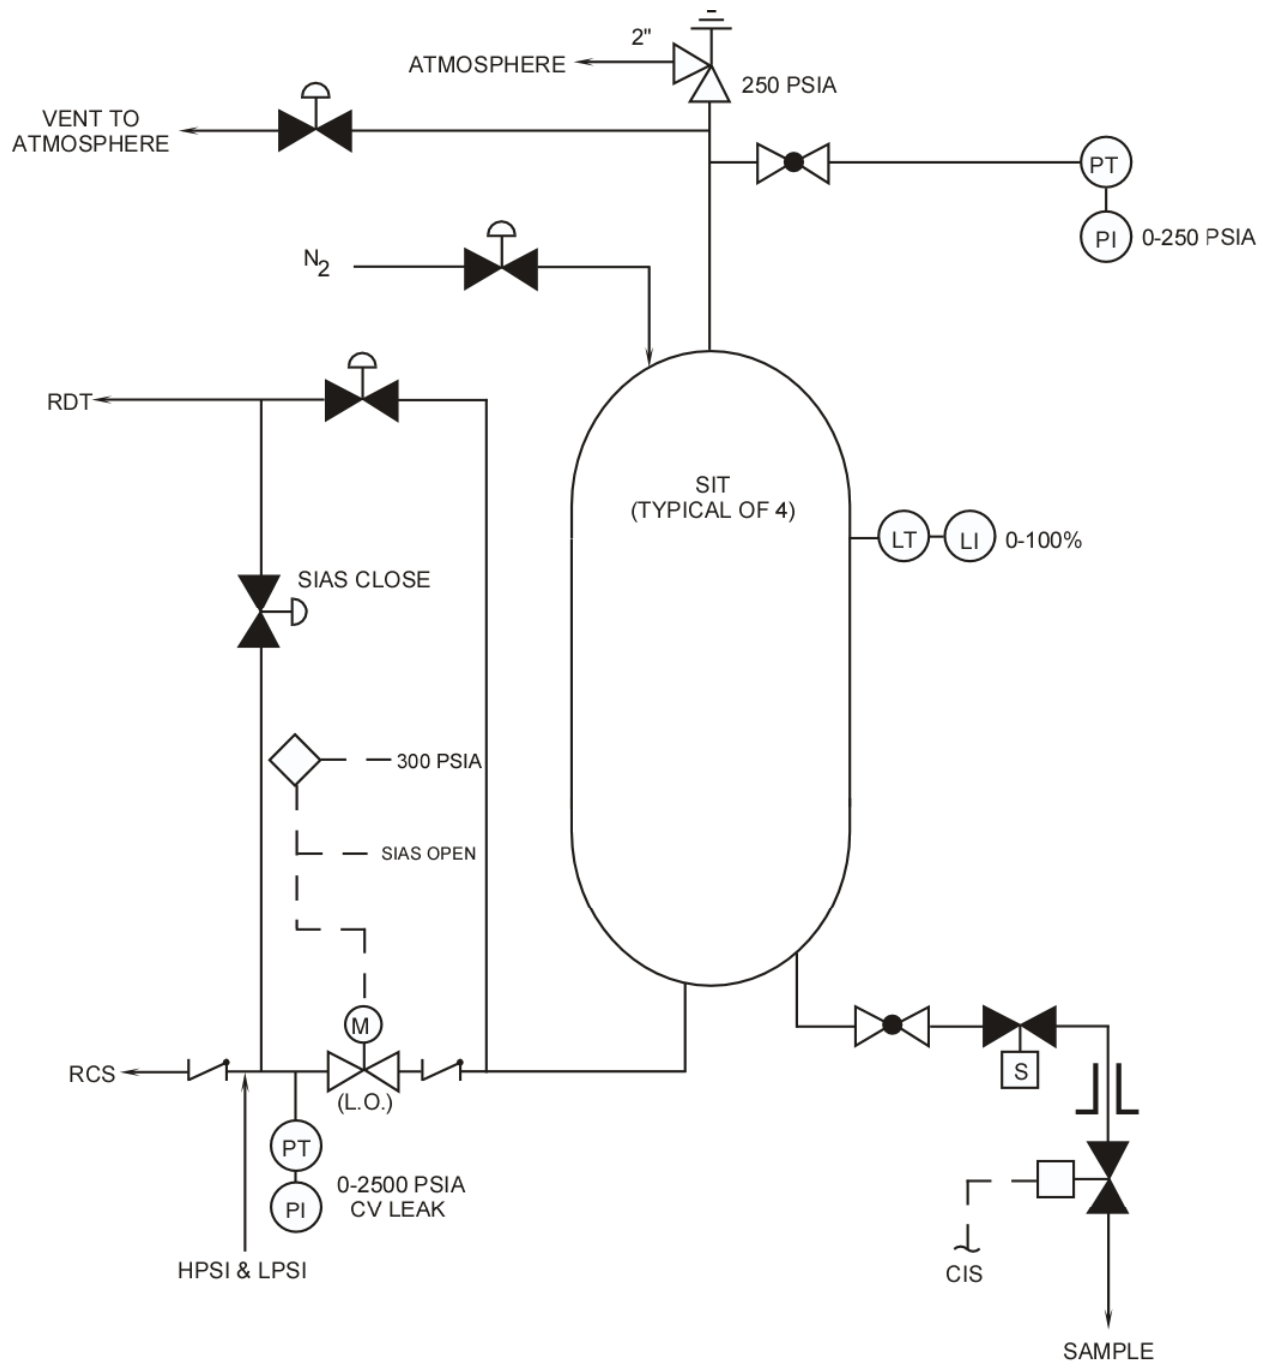 2"
ATMOSPHERE
250 PSIA
VENT TO
ATMOSPHERE
PT
PI
0-250 PSIA
N2
RDT
SIT
(TYPICAL OF 4)
LT
LI
0-100%
SIAS CLOSE
300 PSIA
SIAS OPEN
M
RCS
(L.O.)
S
PT
0-2500 PSIA
PI
CV LEAK
HPSI & LPSI
CIS
SAMPLE